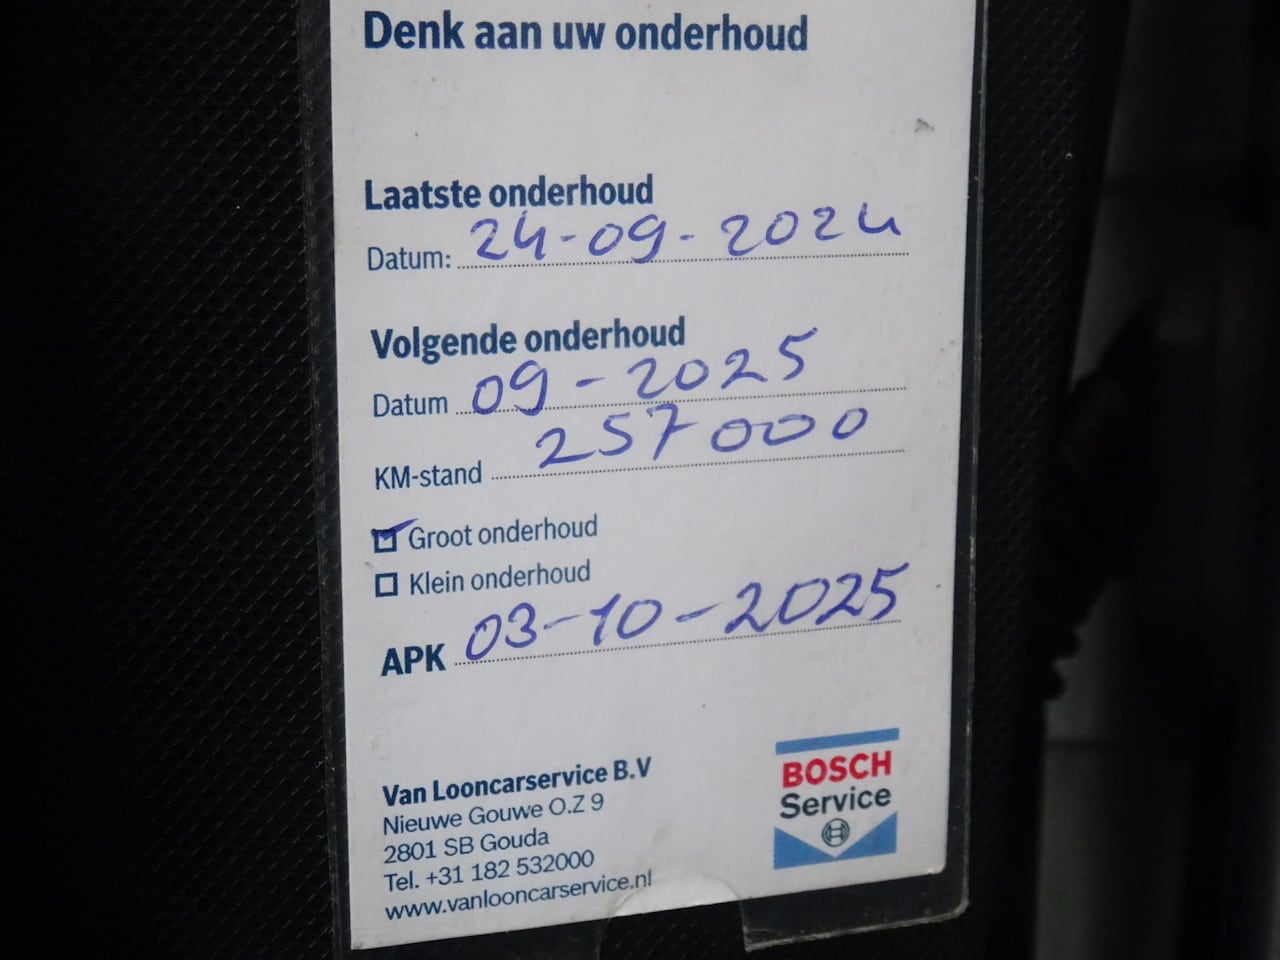 Denk aan uw onderhoud
Laatste onderhoud
Datum: 24-09-2024
Volgende onderhoud
Datum 09-2025
KM-stand 257000
Groot onderhoud
Klein onderhoud
APK 03-10-2025
Van Looncarservice B.V
Nieuwe Gouwe O.Z 9
2801 SB Gouda
Tel. +31 182 532000
www.vanlooncarservice.nl
BOSCH
Service